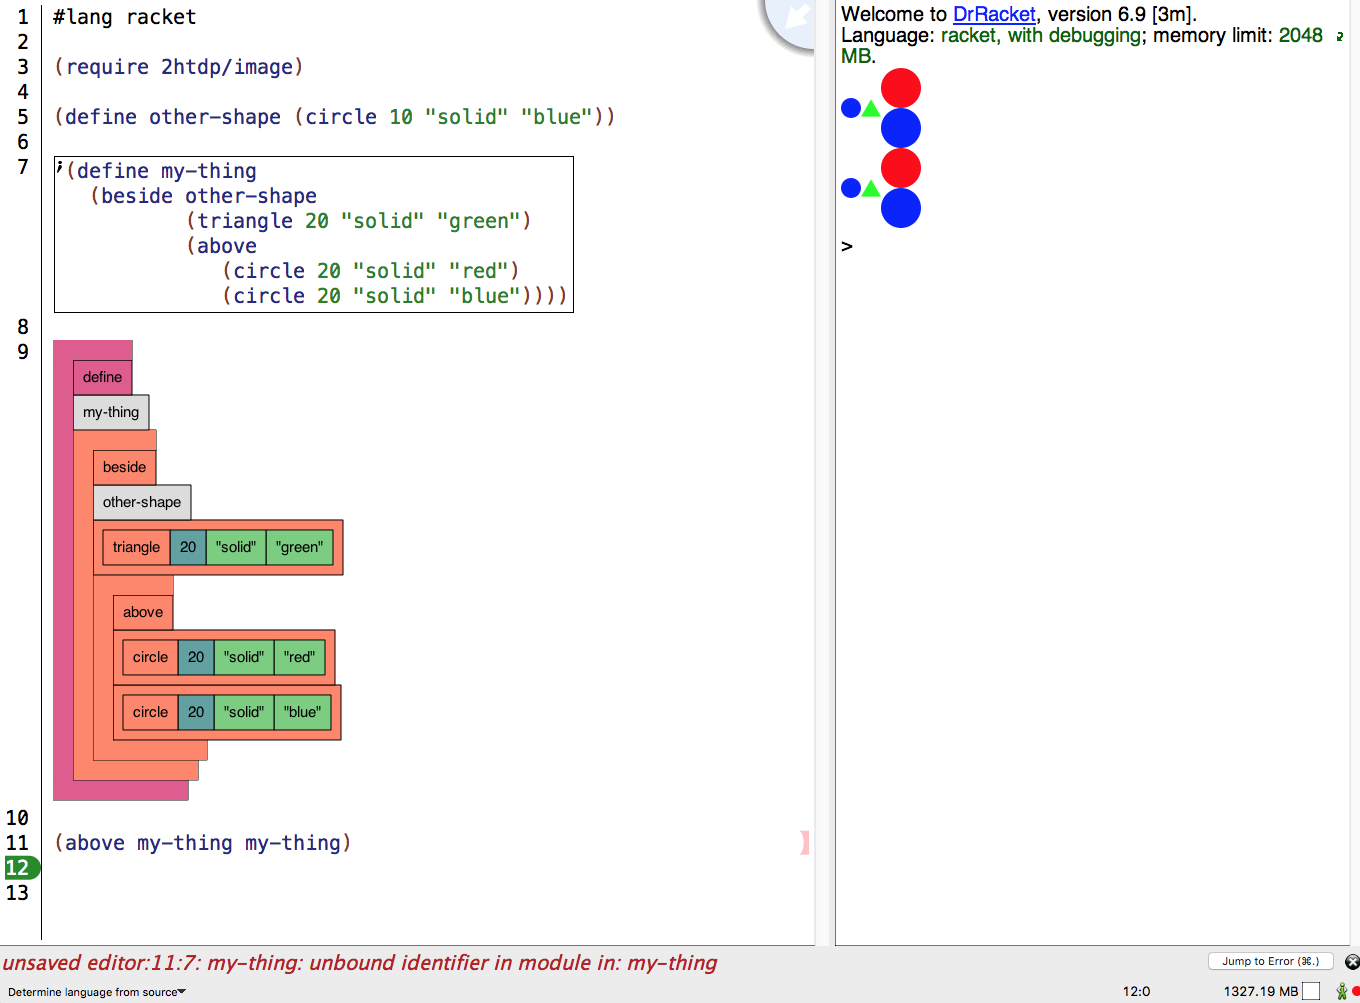 1 #lang racket
2
3 (require 2htdp/image)
4
5 (define other-shape (circle 10 "solid" "blue"))
6
7 ;(define my-thing
(beside other-shape
(triangle 20 "solid" "green")
(above
(circle 20 "solid" "red")
(circle 20 "solid" "blue"))))
8
9
define
my-thing
beside
other-shape
triangle 20 "solid" "green"
above
circle 20 "solid" "red"
circle 20 "solid" "blue"
10
11 (above my-thing my-thing)
12
13
Welcome to DrRacket, version 6.9 [3m].
Language: racket, with debugging; memory limit: 2048
MB.
>
unsaved editor:11:7: my-thing: unbound identifier in module in: my-thing
Jump to Error (⌘.)
Determine language from source
12:0
1327.19 MB